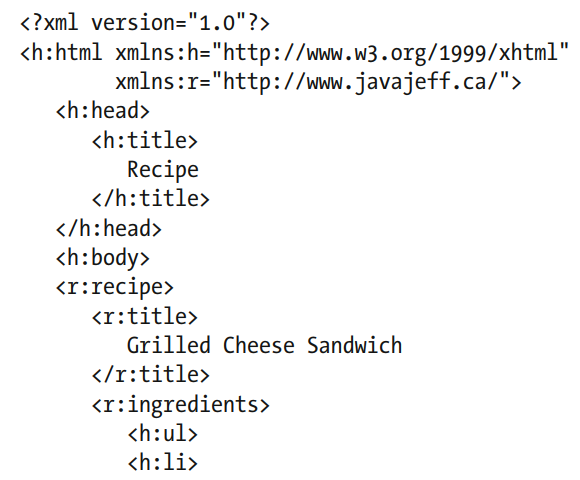 <?xml version="1.0"?>
<h:html xmlns:h="http://www.w3.org/1999/xhtml"
        xmlns:r="http://www.javajeff.ca/">
   <h:head>
      <h:title>
         Recipe
      </h:title>
   </h:head>
   <h:body>
   <r:recipe>
      <r:title>
         Grilled Cheese Sandwich
      </r:title>
      <r:ingredients>
         <h:ul>
         <h:li>